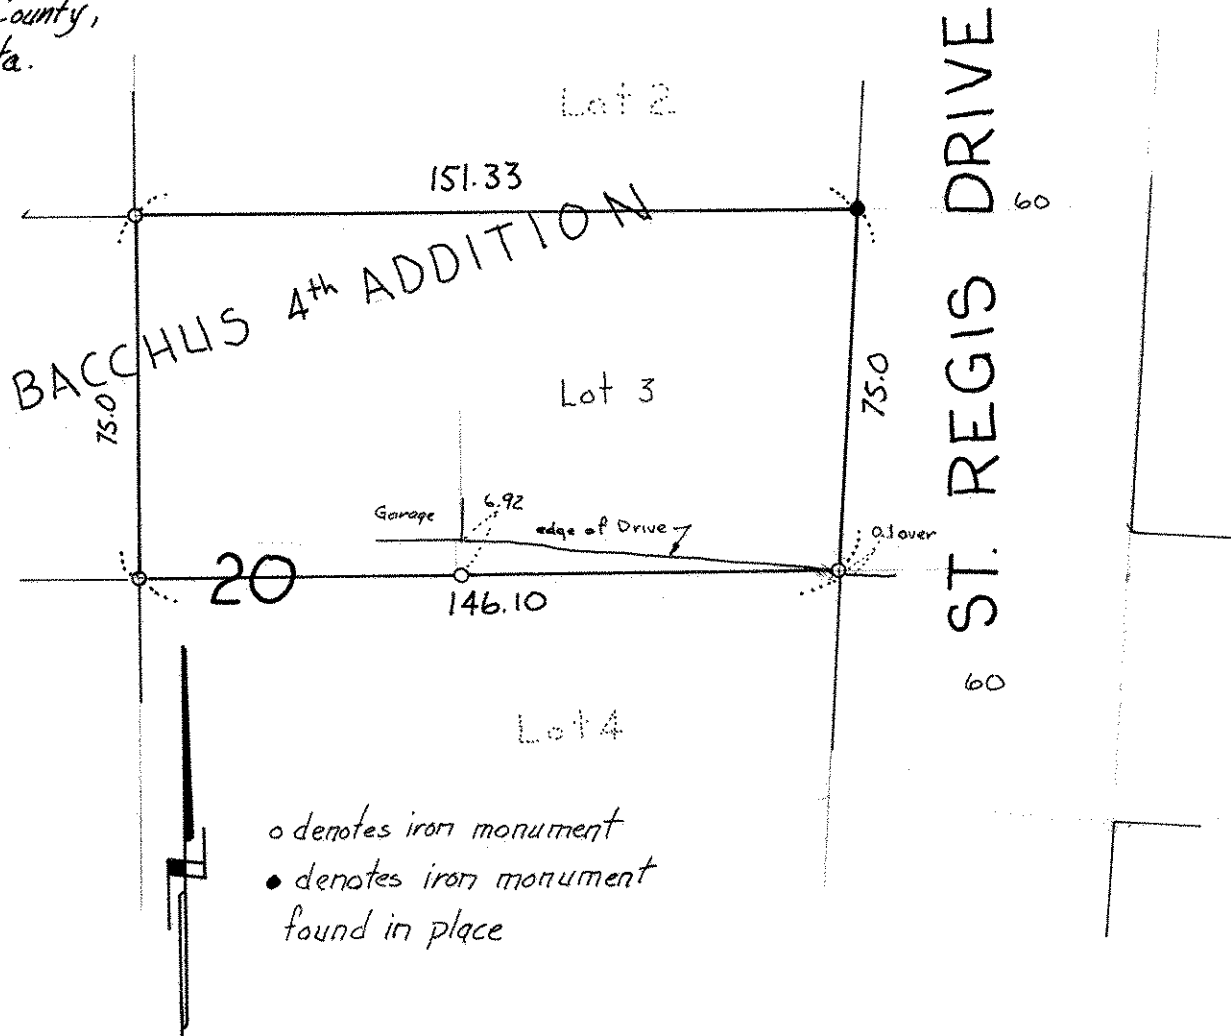 County,
ta.
Lot 2
151.33
ST. REGIS DRIVE
60
BACCHUS 4th ADDITION
75.0
Lot 3
75.0
Garage
6.92
edge of Drive
0.1 over
20
146.10
60
Lot 4
o denotes iron monument
● denotes iron monument
found in place